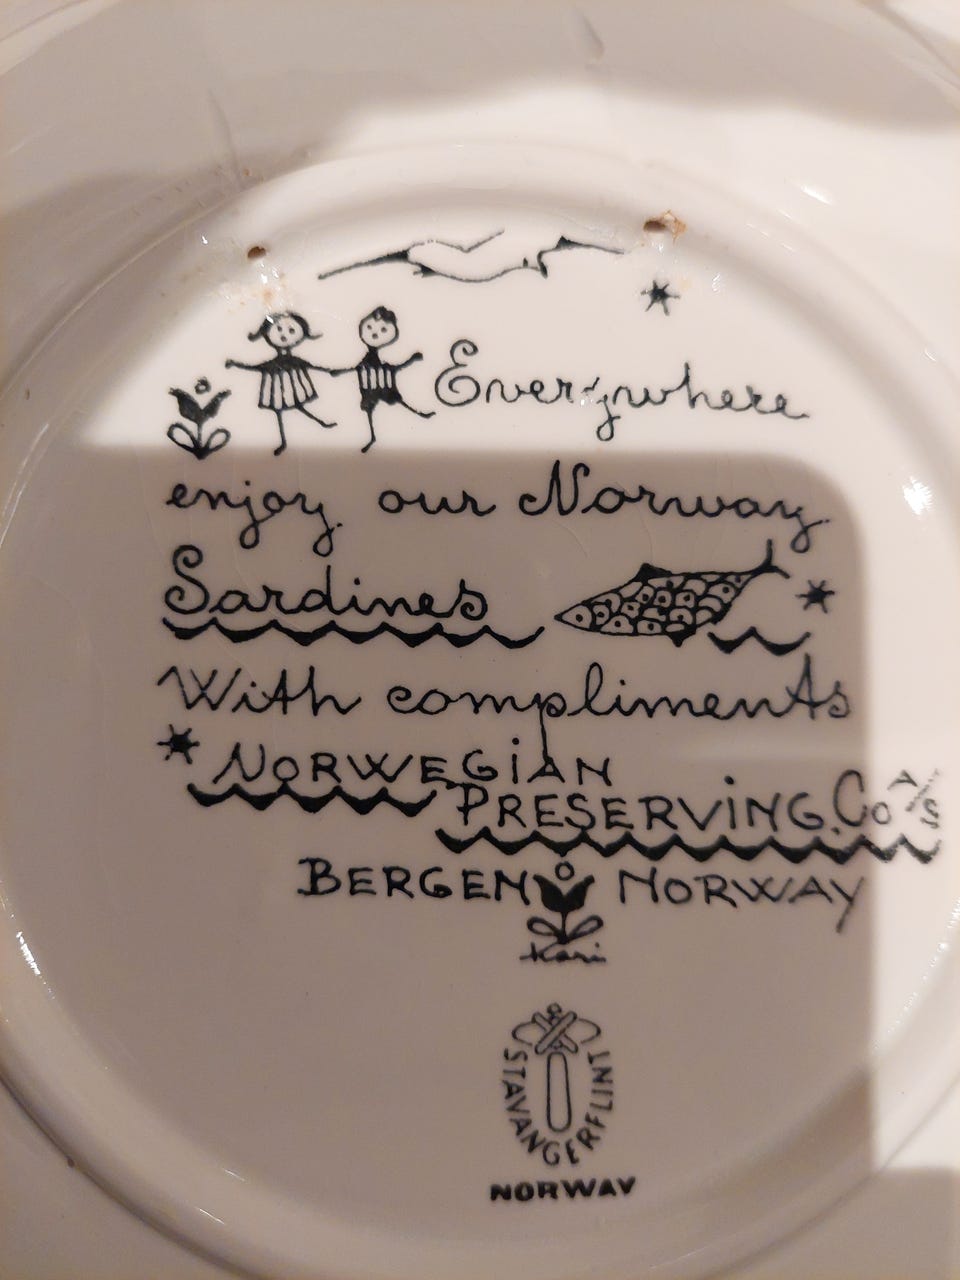 Everywhere
enjoy our Norway
Sardines
With compliments
NORWEGIAN
PRESERVING. Co A/S
BERGEN NORWAY
Kari
STAVANGERFLINT
NORWAY